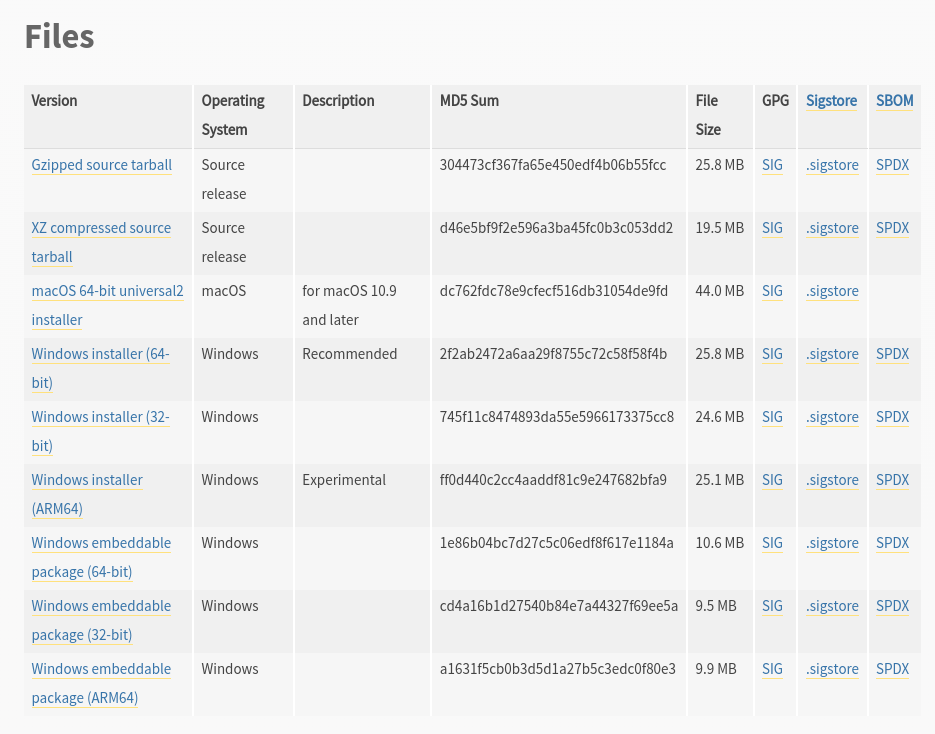 Files
Version Operating System Description MD5 Sum File Size GPG Sigstore SBOM
Gzipped source tarball Source release 304473cf367fa65e450edf4b06b55fcc 25.8 MB SIG .sigstore SPDX
XZ compressed source tarball Source release d46e5bf9f2e596a3ba45fc0b3c053dd2 19.5 MB SIG .sigstore SPDX
macOS 64-bit universal2 installer macOS for macOS 10.9 and later dc762fdc78e9cfecf516db31054de9fd 44.0 MB SIG .sigstore
Windows installer (64-bit) Windows Recommended 2f2ab2472a6aa29f8755c72c58f58f4b 25.8 MB SIG .sigstore SPDX
Windows installer (32-bit) Windows 745f11c8474893da55e5966173375cc8 24.6 MB SIG .sigstore SPDX
Windows installer (ARM64) Windows Experimental ff0d440c2cc4aaddf81c9e247682bfa9 25.1 MB SIG .sigstore SPDX
Windows embeddable package (64-bit) Windows 1e86b04bc7d27c5c06edf8f617e1184a 10.6 MB SIG .sigstore SPDX
Windows embeddable package (32-bit) Windows cd4a16b1d27540b84e7a44327f69ee5a 9.5 MB SIG .sigstore SPDX
Windows embeddable package (ARM64) Windows a1631f5cb0b3d5d1a27b5c3edc0f80e3 9.9 MB SIG .sigstore SPDX